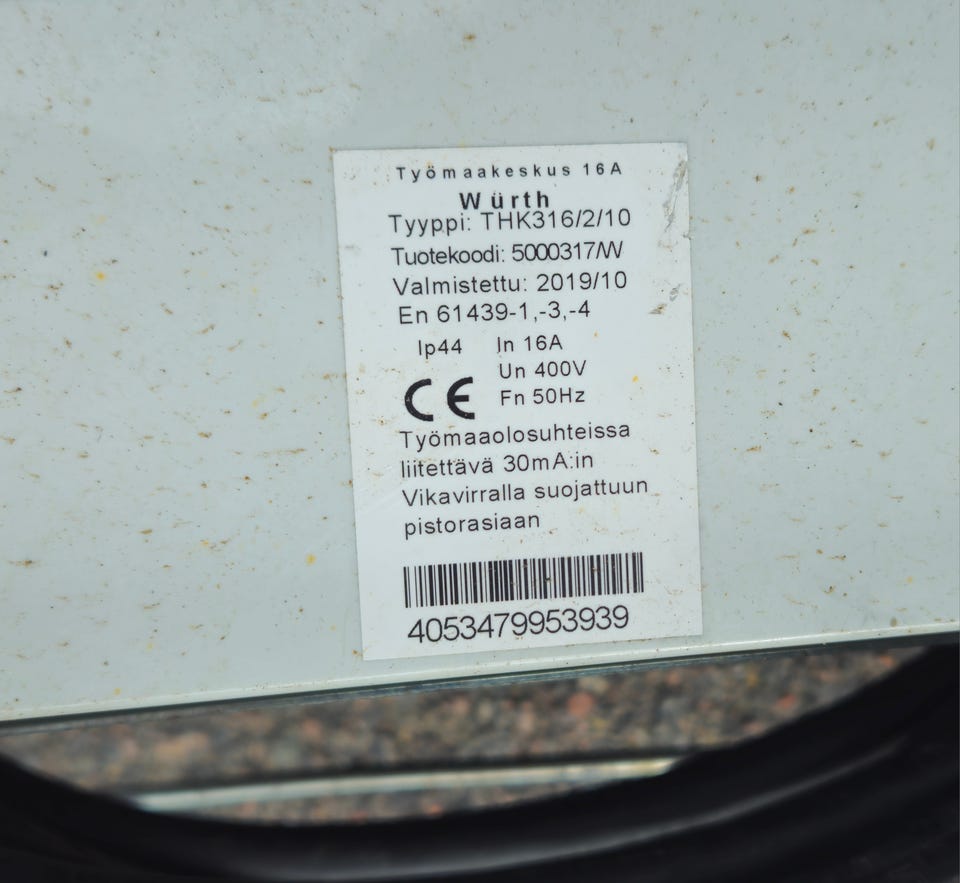 Työmaakeskus 16A
Würth
Tyyppi: THK316/2/10
Tuotekoodi: 5000317/W
Valmistettu: 2019/10
En 61439-1,-3,-4
Ip44 In 16A
Un 400V
CE Fn 50Hz
Työmaaolosuhteissa
liitettävä 30mA:in
Vikavirralla suojattuun
pistorasiaan
4053479953939